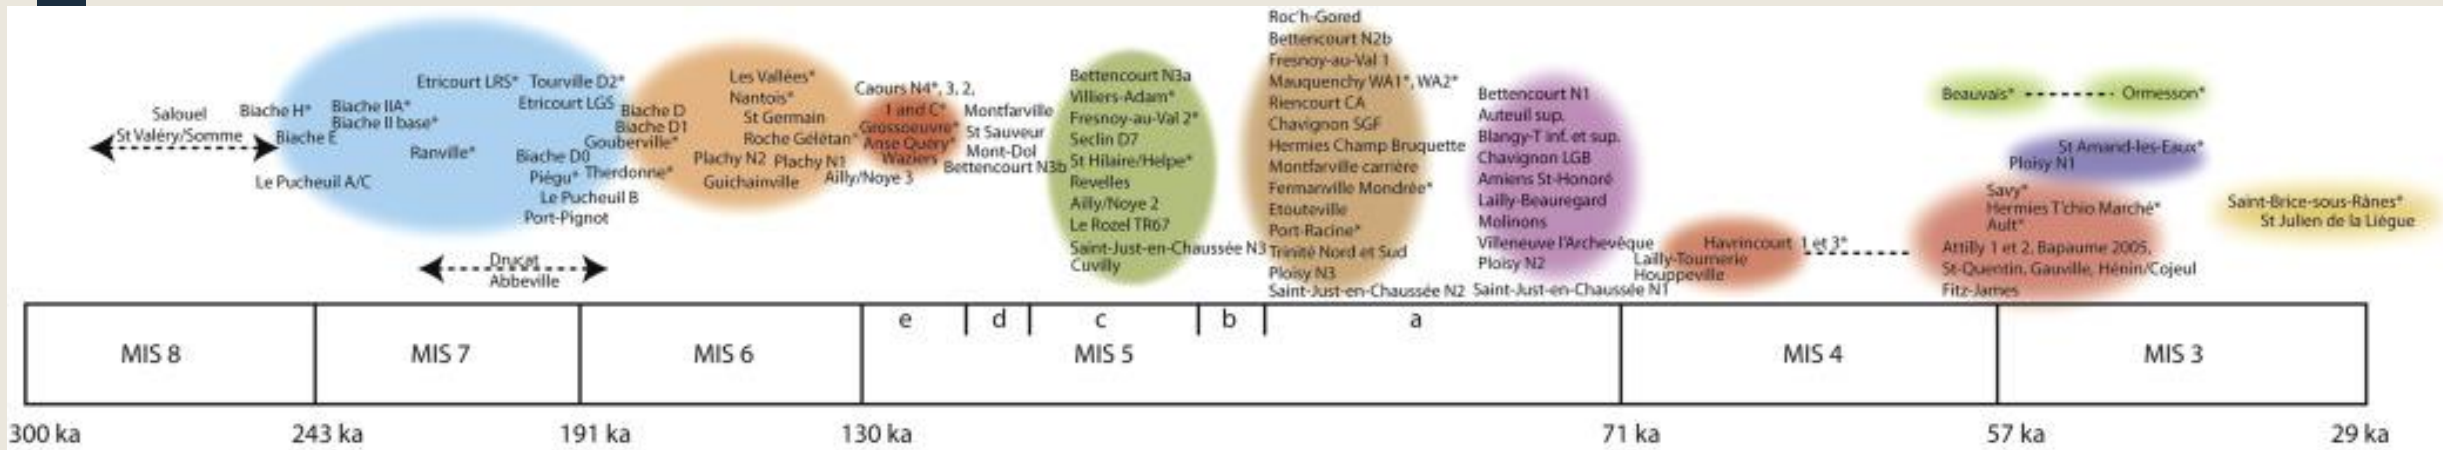 Salouel
St Valéry/Somme
Biache H*
Biache E
Le Pucheuil A/C
Biache IIA*
Biache II base*
Etricourt LRS*
Ranville*
Tourville D2*
Etricourt LGS
Biache D0
Piégu*
Le Pucheuil B
Port-Pignot
Drucat
Abbeville
Biache D
Biache D1
Gouberville*
Therdonne*
Les Vallées*
Nantois*
St Germain
Roche Gélétan*
Plachy N2
Plachy N1
Guichainville
Ailly/Noye 3
Caours N4*, 3, 2,
1 and C*
Grossoeuvre*
Anse Quéry*
Waziers
Montfarville
St Sauveur
Mont-Dol
Bettencourt N3b
Bettencourt N3a
Villiers-Adam*
Fresnoy-au-Val 2*
Seclin D7
St Hilaire/Helpe*
Revelles
Ailly/Noye 2
Le Rozel TR67
Saint-Just-en-Chaussée N3
Cuvilly
Roc'h-Gored
Bettencourt N2b
Fresnoy-au-Val 1
Mauquenchy WA1*, WA2*
Riencourt CA
Chavignon SGF
Hermies Champ Bruquette
Montfarville carrière
Fermanville Mondrée*
Etouteville
Port-Racine*
Trinité Nord et Sud
Ploisy N3
Saint-Just-en-Chaussée N2
Bettencourt N1
Auteuil sup.
Blangy-T inf. et sup.
Chavignon LGB
Amiens St-Honoré
Lailly-Beauregard
Molinons
Villeneuve l'Archevêque
Ploisy N2
Saint-Just-en-Chaussée N1
Havrincourt 1 et 3*
Lailly-Tournerie
Houppeville
Beauvais*
Ormesson*
St Amand-les-Eaux*
Ploisy N1
Savy*
Hermies T'chio Marché*
Ault*
Attilly 1 et 2, Bapaume 2005,
St-Quentin, Gauville, Hénin/Cojeul
Fitz-James
Saint-Brice-sous-Rânes*
St Julien de la Liègue
e d c b a
MIS 8 MIS 7 MIS 6 MIS 5 MIS 4 MIS 3
300 ka 243 ka 191 ka 130 ka 71 ka 57 ka 29 ka